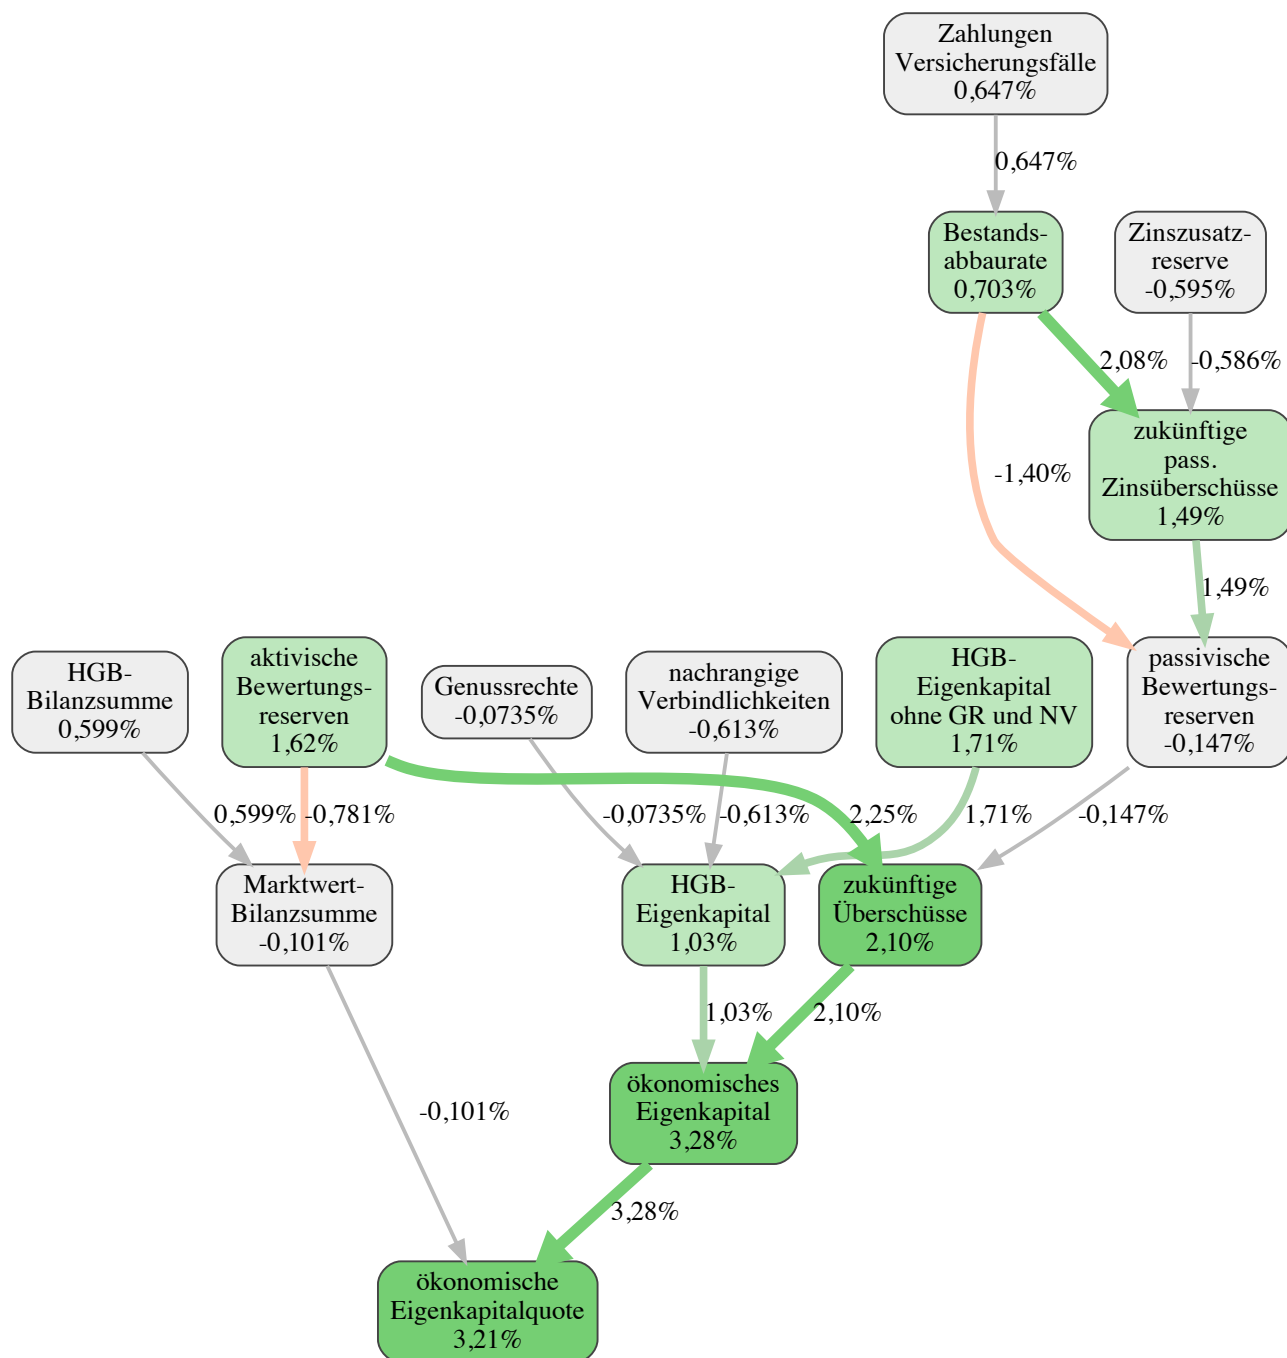 Zahlungen
Versicherungsfälle
0,647%
0,647%
Bestands-
abbaurate
0,703%
Zinszusatz-
reserve
-0,595%
2,08%
-0,586%
zukünftige
pass.
Zinsüberschüsse
1,49%
-1,40%
1,49%
HGB-
Bilanzsumme
0,599%
aktivische
Bewertungs-
reserven
1,62%
Genussrechte
-0,0735%
nachrangige
Verbindlichkeiten
-0,613%
HGB-
Eigenkapital
ohne GR und NV
1,71%
passivische
Bewertungs-
reserven
-0,147%
0,599%
-0,781%
-0,0735%
-0,613%
2,25%
1,71%
-0,147%
Marktwert-
Bilanzsumme
-0,101%
HGB-
Eigenkapital
1,03%
zukünftige
Überschüsse
2,10%
1,03%
2,10%
-0,101%
ökonomisches
Eigenkapital
3,28%
3,28%
ökonomische
Eigenkapitalquote
3,21%